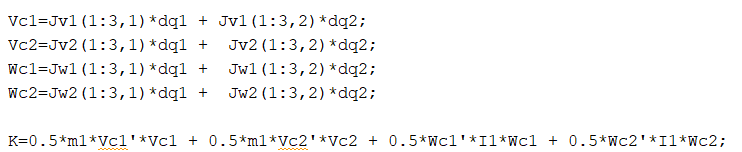 Vc1=Jv1(1:3,1)*dq1 + Jv1(1:3,2)*dq2;
Vc2=Jv2(1:3,1)*dq1 +  Jv2(1:3,2)*dq2;
Wc1=Jw1(1:3,1)*dq1 +  Jw1(1:3,2)*dq2;
Wc2=Jw2(1:3,1)*dq1 +  Jw2(1:3,2)*dq2;
K=0.5*m1*Vc1'*Vc1 + 0.5*m1*Vc2'*Vc2 + 0.5*Wc1'*I1*Wc1 + 0.5*Wc2'*I1*Wc2;